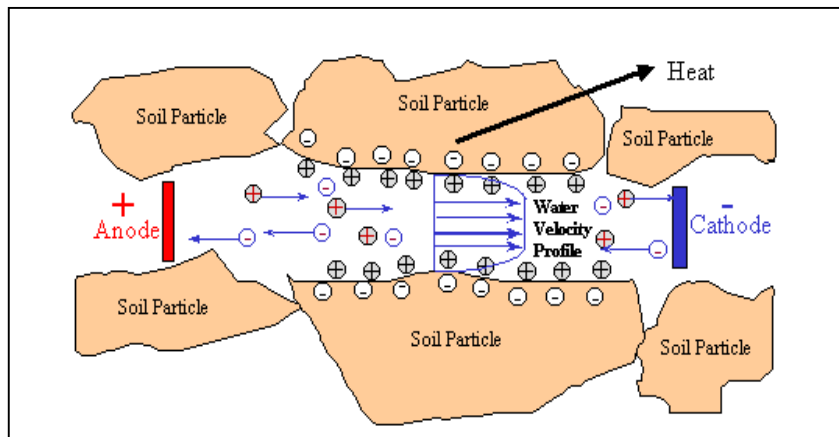 Heat
Soil Particle
Soil Particle
Soil Particle
+
Anode
Water
Velocity
Profile
-
Cathode
Soil Particle
Soil Particle
Soil Particle